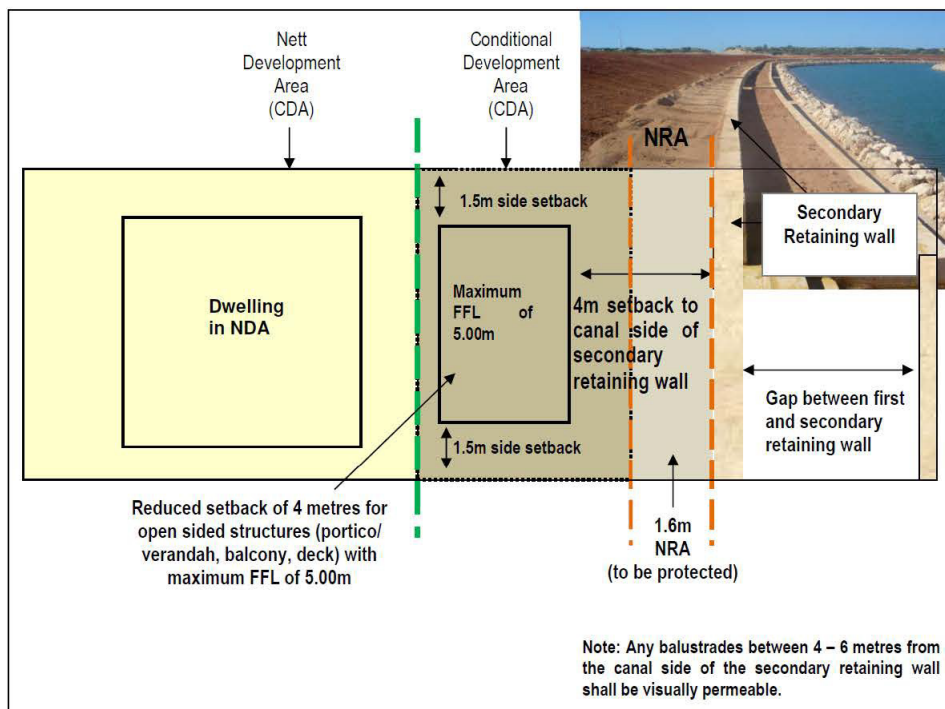 Nett
Development
Area
(CDA)
Conditional
Development
Area
(CDA)
NRA
1.5m side setback
Secondary
Retaining wall
Dwelling
in NDA
Maximum
FFL of
5.00m
4m setback to
canal side of
secondary
retaining wall
Gap between first
and secondary
retaining wall
1.5m side setback
Reduced setback of 4 metres for
open sided structures (portico/
verandah, balcony, deck) with
maximum FFL of 5.00m
1.6m
NRA
(to be protected)
Note: Any balustrades between 4 – 6 metres from
the canal side of the secondary retaining wall
shall be visually permeable.